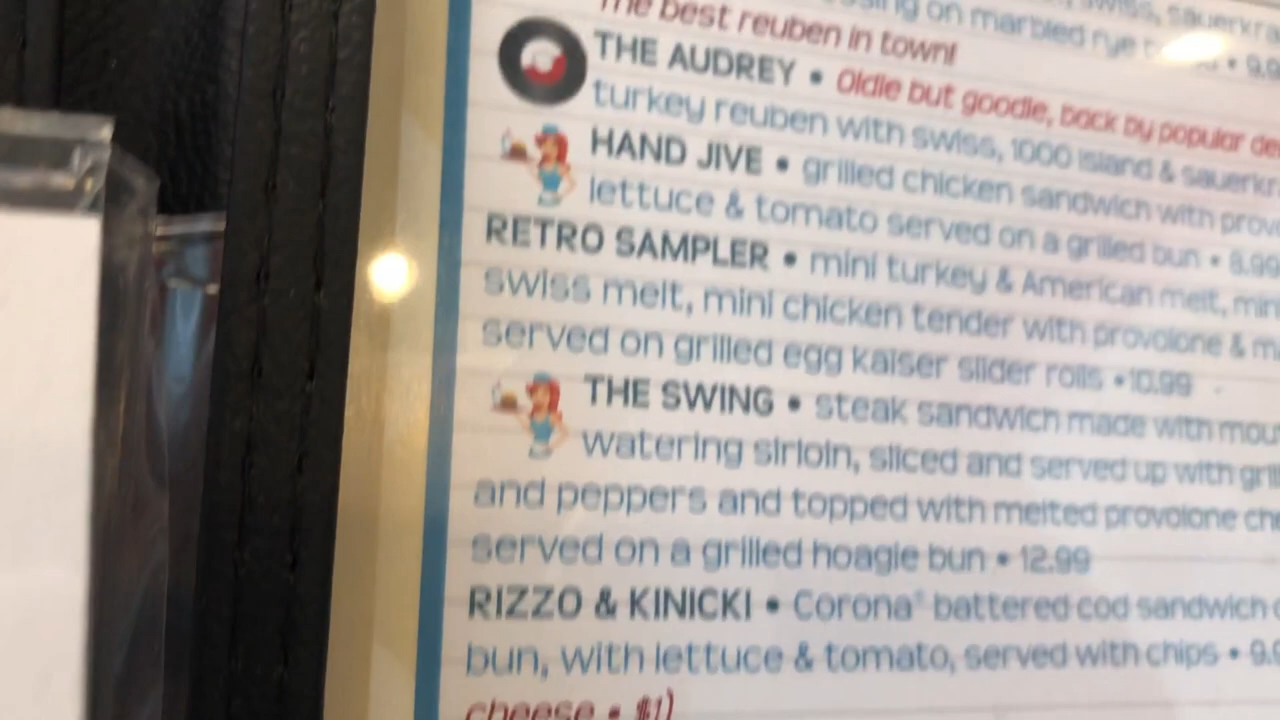 The best reuben in town!
on marbled rye
THE AUDREY • Oldie but goodie, back by popular
turkey reuben with swiss, 1000 island &
HAND JIVE • grilled chicken sandwich with
lettuce & tomato served on a grilled bun • 8.99
RETRO SAMPLER • mini turkey & American melt,
swiss melt, mini chicken tender with provolone &
served on grilled egg kaiser slider rolls • 10.99
THE SWING • steak sandwich made with
watering sirloin, sliced and served up with
and peppers and topped with melted provolone
served on a grilled hoagie bun • 12.99
RIZZO & KINICKI • Corona® battered cod sandwich
bun, with lettuce & tomato, served with chips •
cheese • $1)